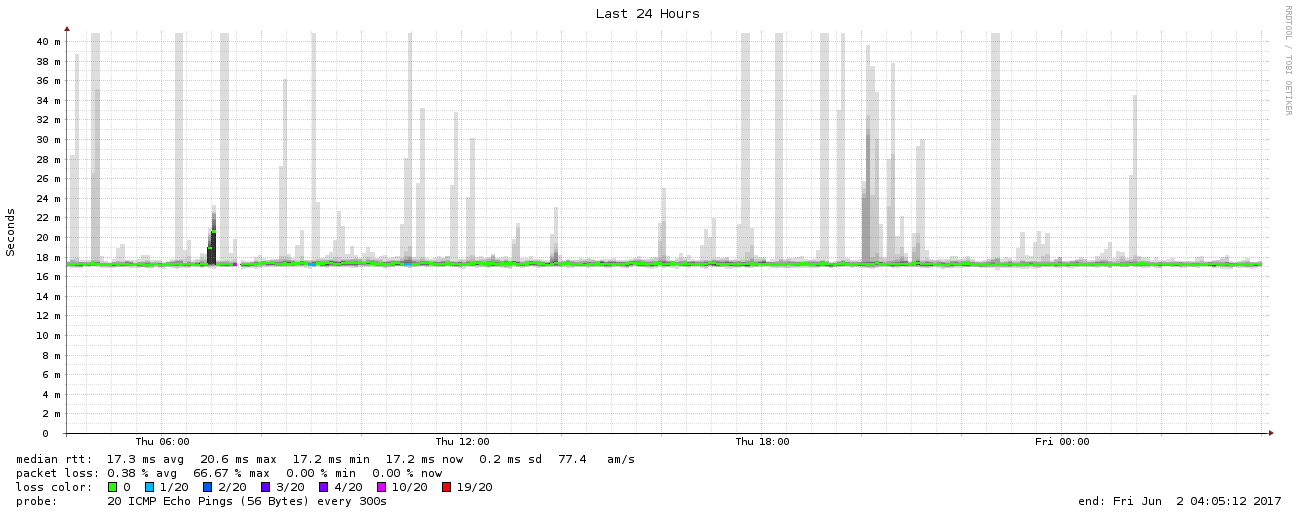 Last 24 Hours
RRDTOOL / TOBI OETIKER
Seconds
40 m
38 m
36 m
34 m
32 m
30 m
28 m
26 m
24 m
22 m
20 m
18 m
16 m
14 m
12 m
10 m
8 m
6 m
4 m
2 m
0
Thu 06:00 Thu 12:00 Thu 18:00 Fri 00:00
median rtt: 17.3 ms avg 20.6 ms max 17.2 ms min 17.2 ms now 0.2 ms sd 77.4 am/s
packet loss: 0.38 % avg 66.67 % max 0.00 % min 0.00 % now
loss color: 0 1/20 2/20 3/20 4/20 10/20 19/20
probe: 20 ICMP Echo Pings (56 Bytes) every 300s end: Fri Jun 2 04:05:12 2017